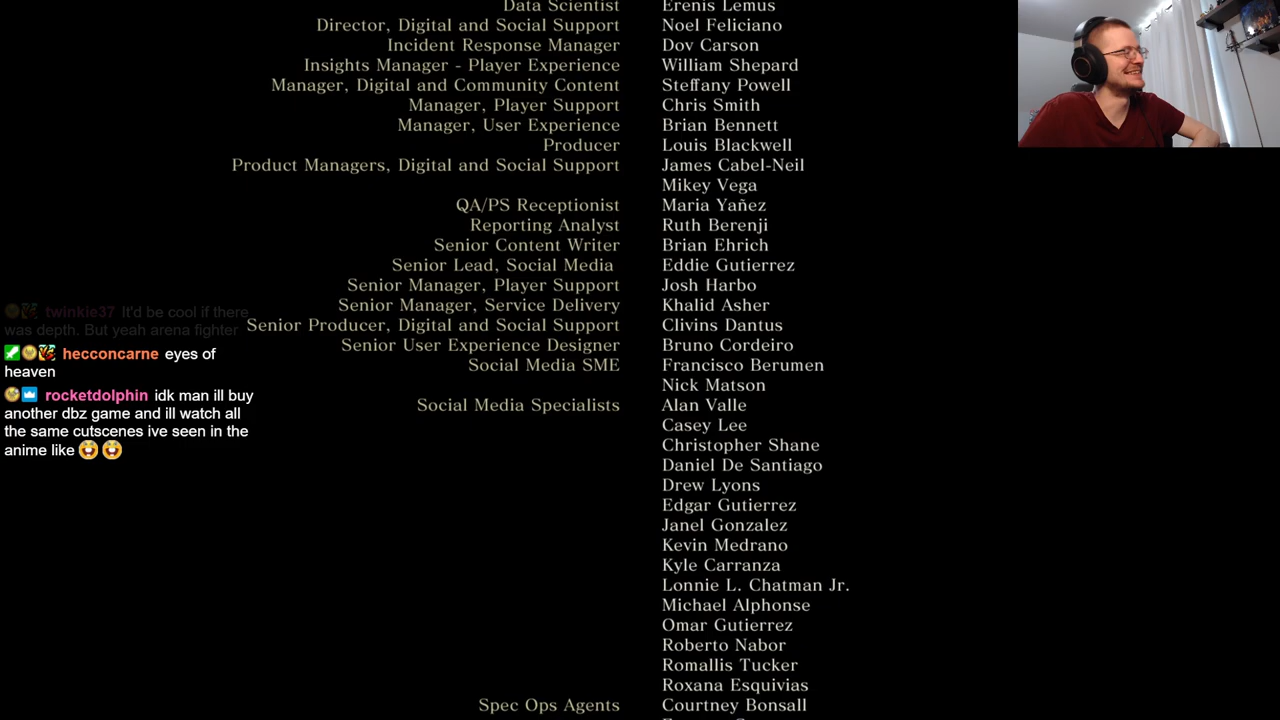 Data Scientist Erenis Lemus
Director, Digital and Social Support Noel Feliciano
Incident Response Manager Dov Carson
Insights Manager - Player Experience William Shepard
Manager, Digital and Community Content Steffany Powell
Manager, Player Support Chris Smith
Manager, User Experience Brian Bennett
Producer Louis Blackwell
Product Managers, Digital and Social Support James Cabel-Neil
Mikey Vega
QA/PS Receptionist Maria Yañez
Reporting Analyst Ruth Berenji
Senior Content Writer Brian Ehrich
Senior Lead, Social Media Eddie Gutierrez
Senior Manager, Player Support Josh Harbo
Senior Manager, Service Delivery Khalid Asher
Senior Producer, Digital and Social Support Clivins Dantus
Senior User Experience Designer Bruno Cordeiro
Social Media SME Francisco Berumen
Nick Matson
Social Media Specialists Alan Valle
Casey Lee
Christopher Shane
Daniel De Santiago
Drew Lyons
Edgar Gutierrez
Janel Gonzalez
Kevin Medrano
Kyle Carranza
Lonnie L. Chatman Jr.
Michael Alphonse
Omar Gutierrez
Roberto Nabor
Romallis Tucker
Roxana Esquivias
Spec Ops Agents Courtney Bonsall
twinkie37 It'd be cool if there
was depth. But yeah arena fighter
hecconcarne eyes of
heaven
rocketdolphin idk man ill buy
another dbz game and ill watch all
the same cutscenes ive seen in the
anime like